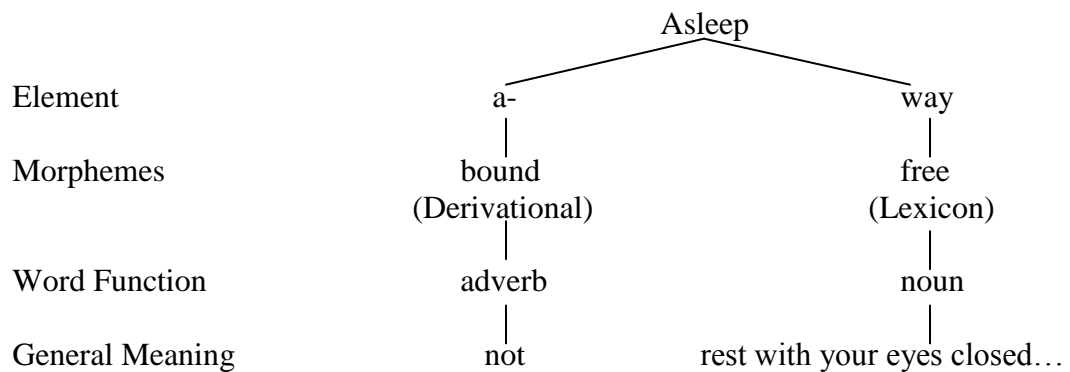 Asleep
Element a- way
Morphemes bound free
(Derivational) (Lexicon)
Word Function adverb noun
General Meaning not rest with your eyes closed…